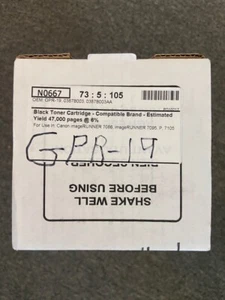 N0667 73 : 5 : 105
OEM: GPR-19, 0387B003, 0387B003AA
Black Toner Cartridge - Compatible Brand - Estimated
Yield 47,000 pages @ 6%
For Use In: Canon imageRUNNER 7086, imageRUNNER 7095, P, 7105
GPR-19
SHAKE WELL
BEFORE USING